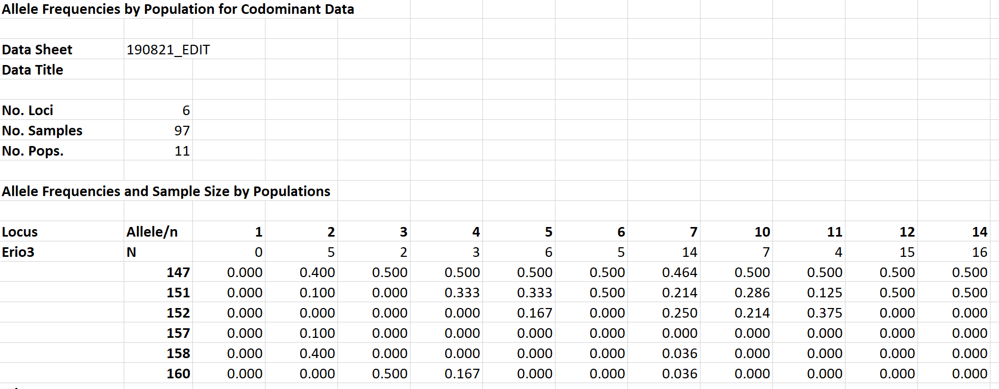 Allele Frequencies by Population for Codominant Data
Data Sheet 190821_EDIT
Data Title
No. Loci 6
No. Samples 97
No. Pops. 11
Allele Frequencies and Sample Size by Populations
Locus Allele/n 1 2 3 4 5 6 7 10 11 12 14
Erio3 N 0 5 2 3 6 5 14 7 4 15 16
147 0.000 0.400 0.500 0.500 0.500 0.500 0.464 0.500 0.500 0.500 0.500
151 0.000 0.100 0.000 0.333 0.333 0.500 0.214 0.286 0.125 0.500 0.500
152 0.000 0.000 0.000 0.000 0.167 0.000 0.250 0.214 0.375 0.000 0.000
157 0.000 0.100 0.000 0.000 0.000 0.000 0.000 0.000 0.000 0.000 0.000
158 0.000 0.400 0.000 0.000 0.000 0.000 0.036 0.000 0.000 0.000 0.000
160 0.000 0.000 0.500 0.167 0.000 0.000 0.036 0.000 0.000 0.000 0.000